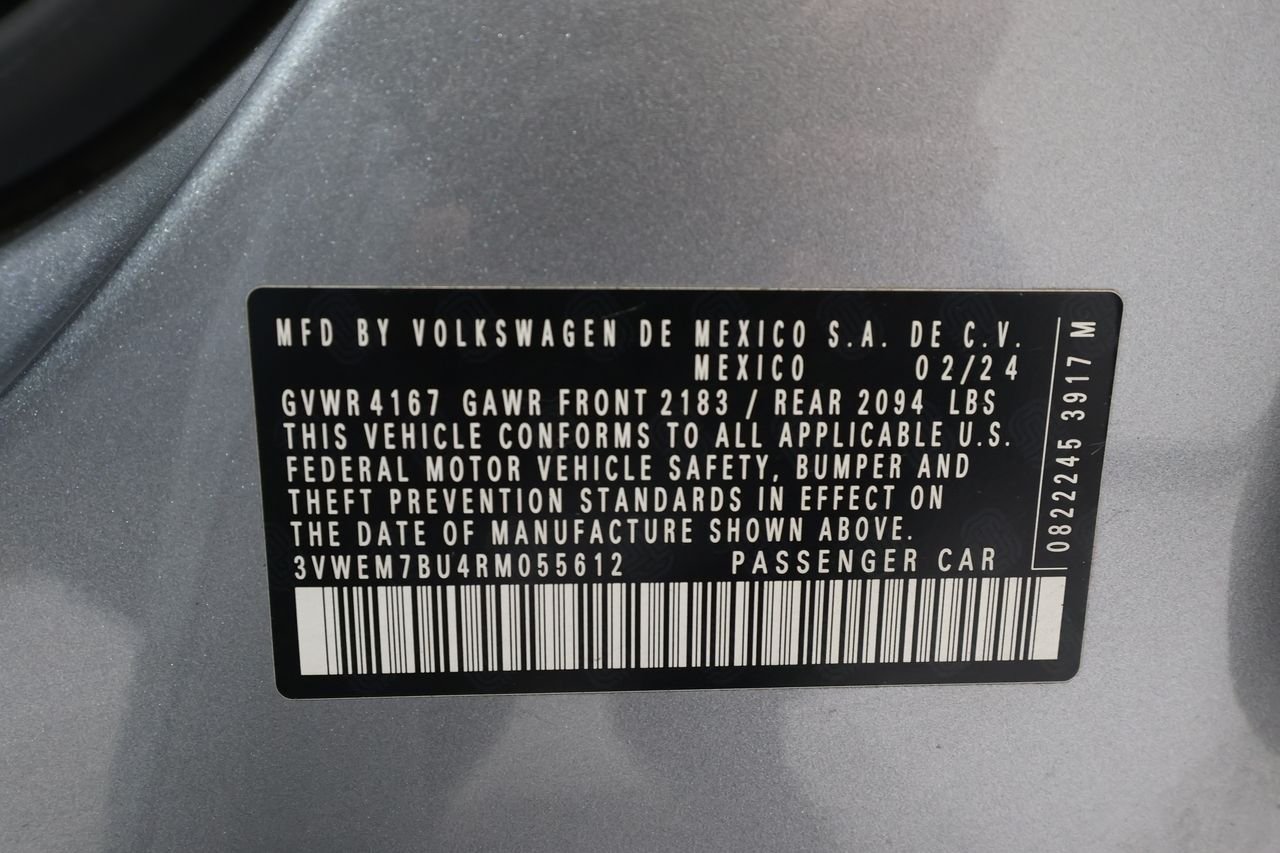 MFD BY VOLKSWAGEN DE MEXICO S.A. DE C.V.
MEXICO 02/24
GVWR 4167 GAWR FRONT 2183 / REAR 2094 LBS
THIS VEHICLE CONFORMS TO ALL APPLICABLE U.S.
FEDERAL MOTOR VEHICLE SAFETY, BUMPER AND
THEFT PREVENTION STANDARDS IN EFFECT ON
THE DATE OF MANUFACTURE SHOWN ABOVE.
3VWEM7BU4RM055612 PASSENGER CAR
0822245 3917 M